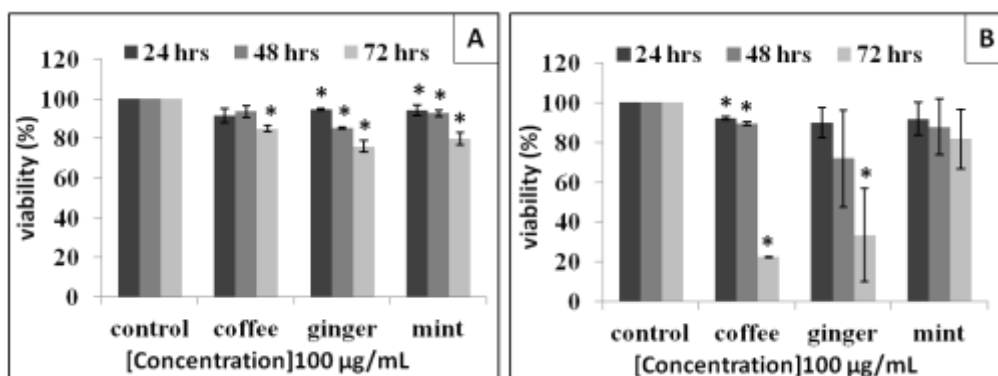 A
24 hrs 48 hrs 72 hrs
120
100
80
60
40
20
0
viability (%)
* * * * * * *
control coffee ginger mint
[Concentration]100 µg/mL
B
24 hrs 48 hrs 72 hrs
120
100
80
60
40
20
0
viability (%)
* * * *
control coffee ginger mint
[Concentration]100 µg/mL